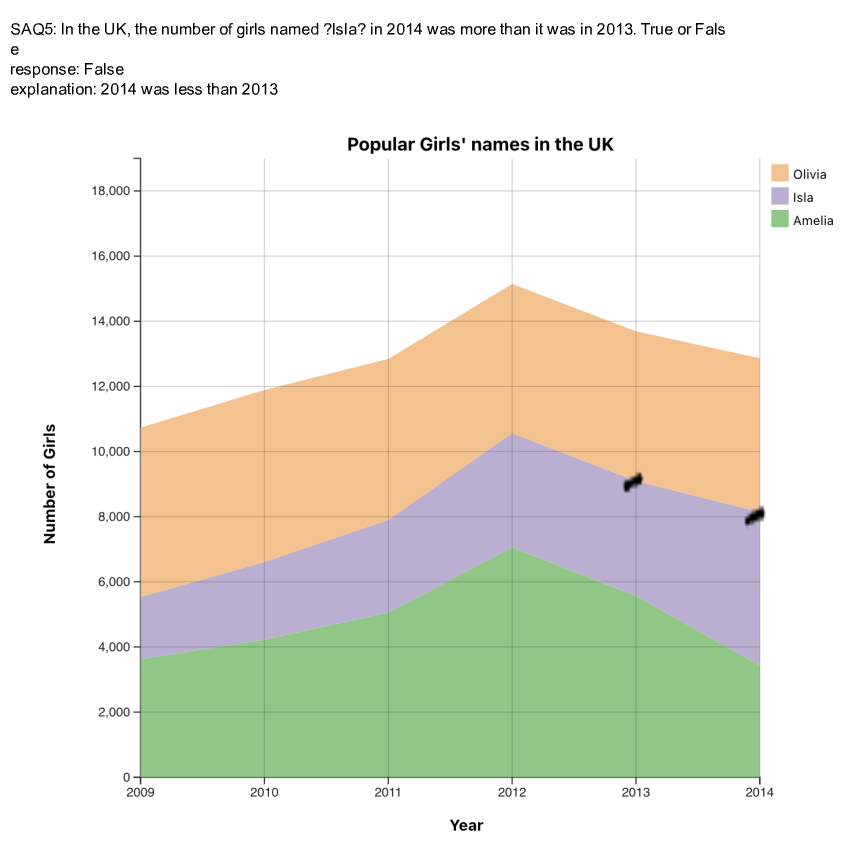 SAQ5: In the UK, the number of girls named ?Isla? in 2014 was more than it was in 2013. True or Fals
e
response: False
explanation: 2014 was less than 2013
Popular Girls' names in the UK
Olivia
Isla
Amelia
18,000
16,000
14,000
12,000
10,000
8,000
6,000
4,000
2,000
0
Number of Girls
2009 2010 2011 2012 2013 2014
Year